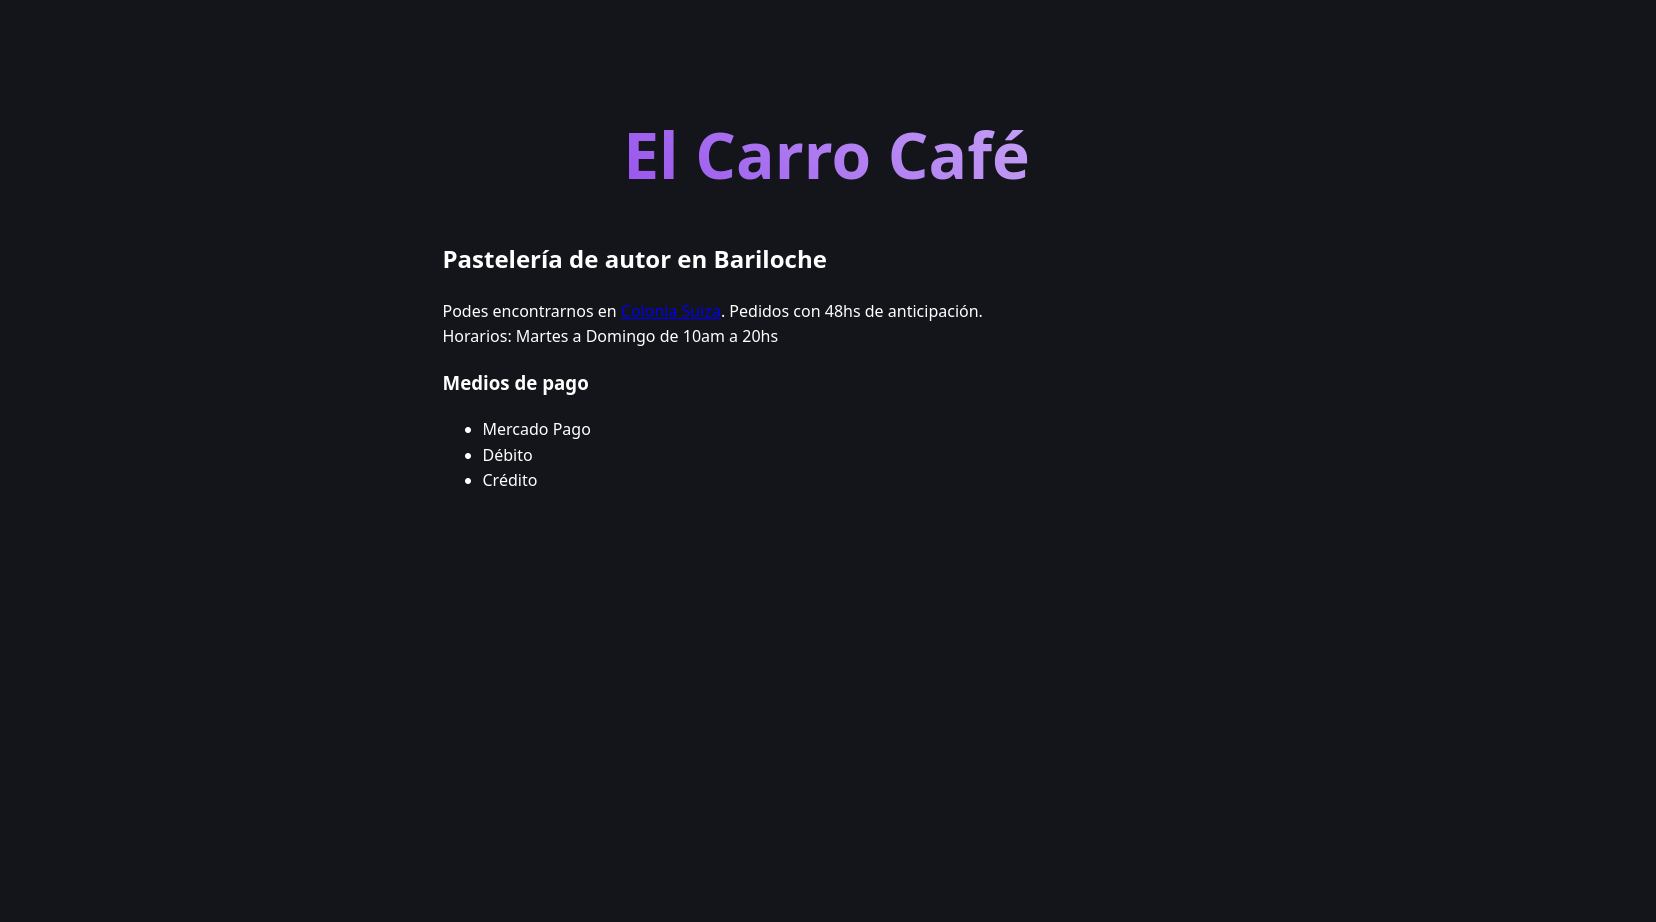 El Carro Café
Pastelería de autor en Bariloche
Podes encontrarnos en Colonia Suiza. Pedidos con 48hs de anticipación.
Horarios: Martes a Domingo de 10am a 20hs
Medios de pago
Mercado Pago
Débito
Crédito